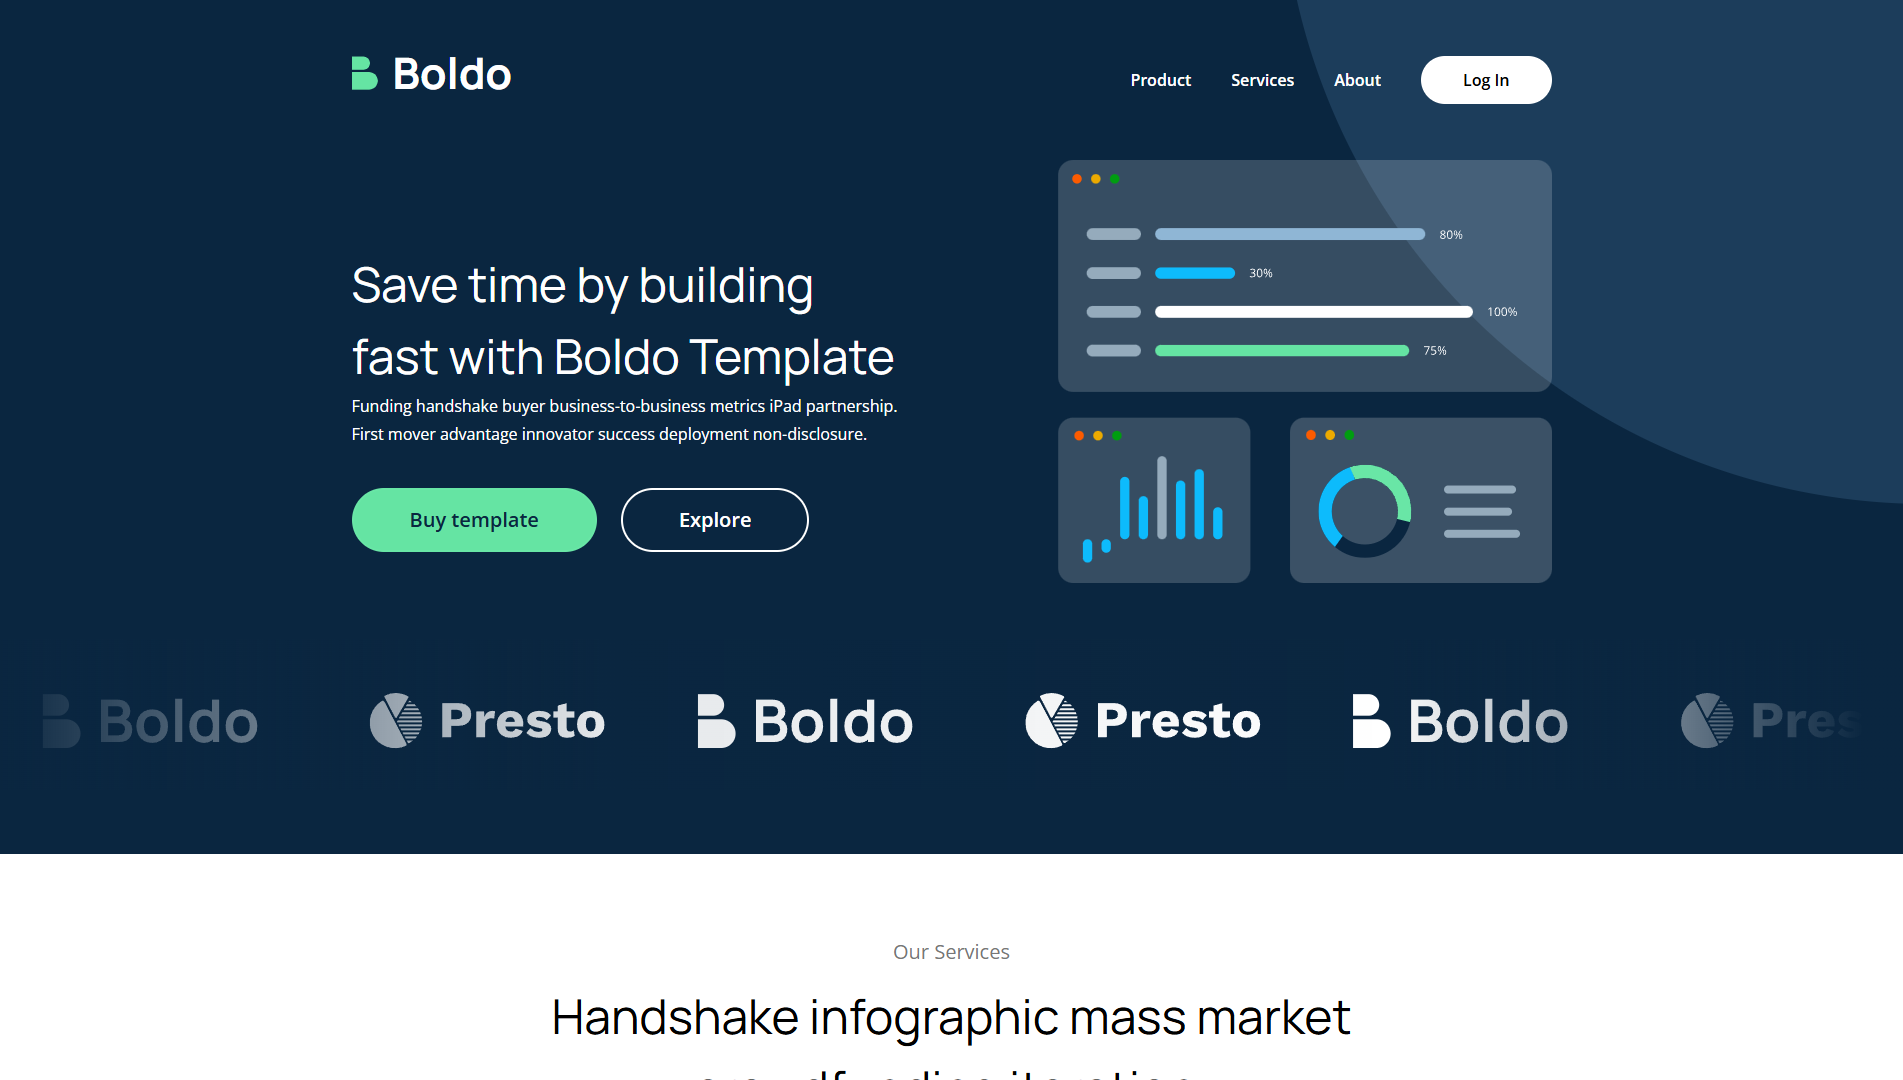 Boldo
Product Services About Log In
80%
30%
100%
75%
Save time by building
fast with Boldo Template
Funding handshake buyer business-to-business metrics iPad partnership.
First mover advantage innovator success deployment non-disclosure.
Buy template Explore
Boldo Presto Boldo Presto Boldo Pres
Our Services
Handshake infographic mass market
crowdfunding iteration